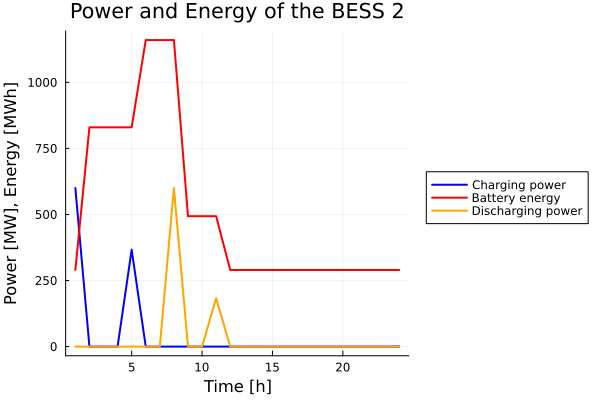 Power and Energy of the BESS 2
Power [MW], Energy [MWh]
1000
750
500
250
0
5
10
15
20
Time [h]
Charging power
Battery energy
Discharging power